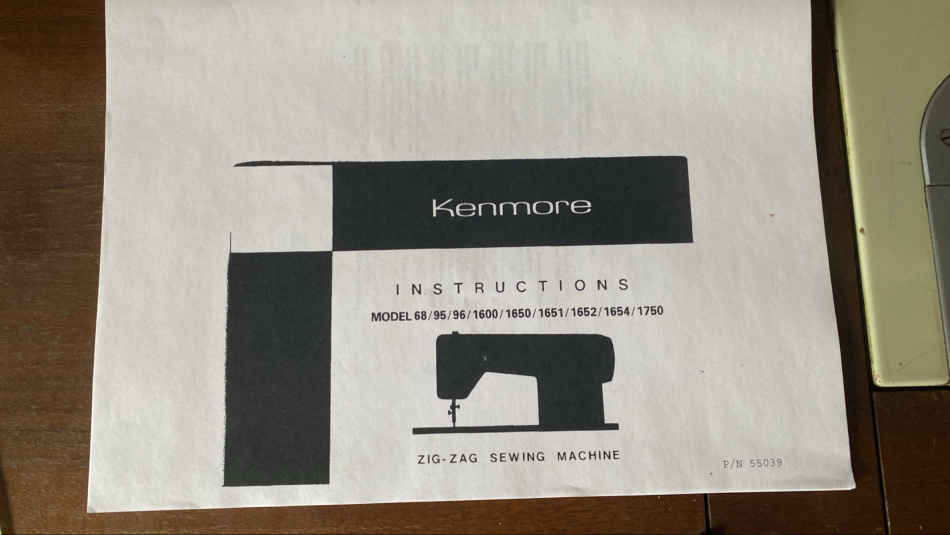 Kenmore
INSTRUCTIONS
MODEL 68/95/96/1600/1650/1651/1652/1654/1750
ZIG-ZAG SEWING MACHINE
P/N 55039